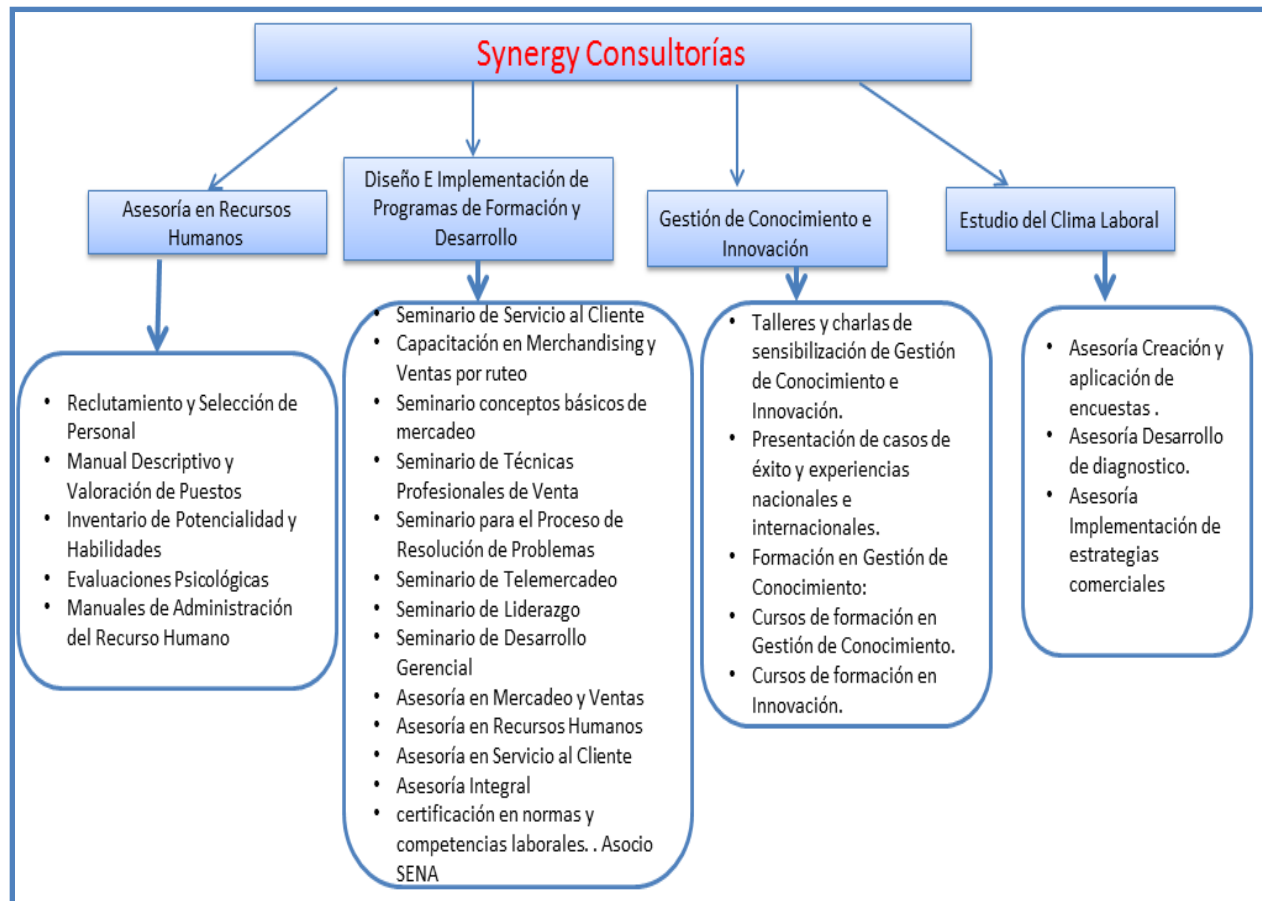 Synergy Consultorías
Asesoría en Recursos
Humanos
Diseño E Implementación de
Programas de Formación y
Desarrollo
Gestión de Conocimiento e
Innovación
Estudio del Clima Laboral
• Reclutamiento y Selección de
Personal
• Manual Descriptivo y
Valoración de Puestos
• Inventario de Potencialidad y
Habilidades
• Evaluaciones Psicológicas
• Manuales de Administración
del Recurso Humano
• Seminario de Servicio al Cliente
• Capacitación en Merchandising y
Ventas por ruteo
• Seminario conceptos básicos de
mercadeo
• Seminario de Técnicas
Profesionales de Venta
• Seminario para el Proceso de
Resolución de Problemas
• Seminario de Telemercadeo
• Seminario de Liderazgo
• Seminario de Desarrollo
Gerencial
• Asesoría en Mercadeo y Ventas
• Asesoría en Recursos Humanos
• Asesoría en Servicio al Cliente
• Asesoría Integral
• certificación en normas y
competencias laborales. . Asocio
SENA
• Talleres y charlas de
sensibilización de Gestión
de Conocimiento e
Innovación.
• Presentación de casos de
éxito y experiencias
nacionales e
internacionales.
• Formación en Gestión de
Conocimiento:
• Cursos de formación en
Gestión de Conocimiento.
• Cursos de formación en
Innovación.
• Asesoría Creación y
aplicación de
encuestas .
• Asesoría Desarrollo
de diagnostico.
• Asesoría
Implementación de
estrategias
comerciales